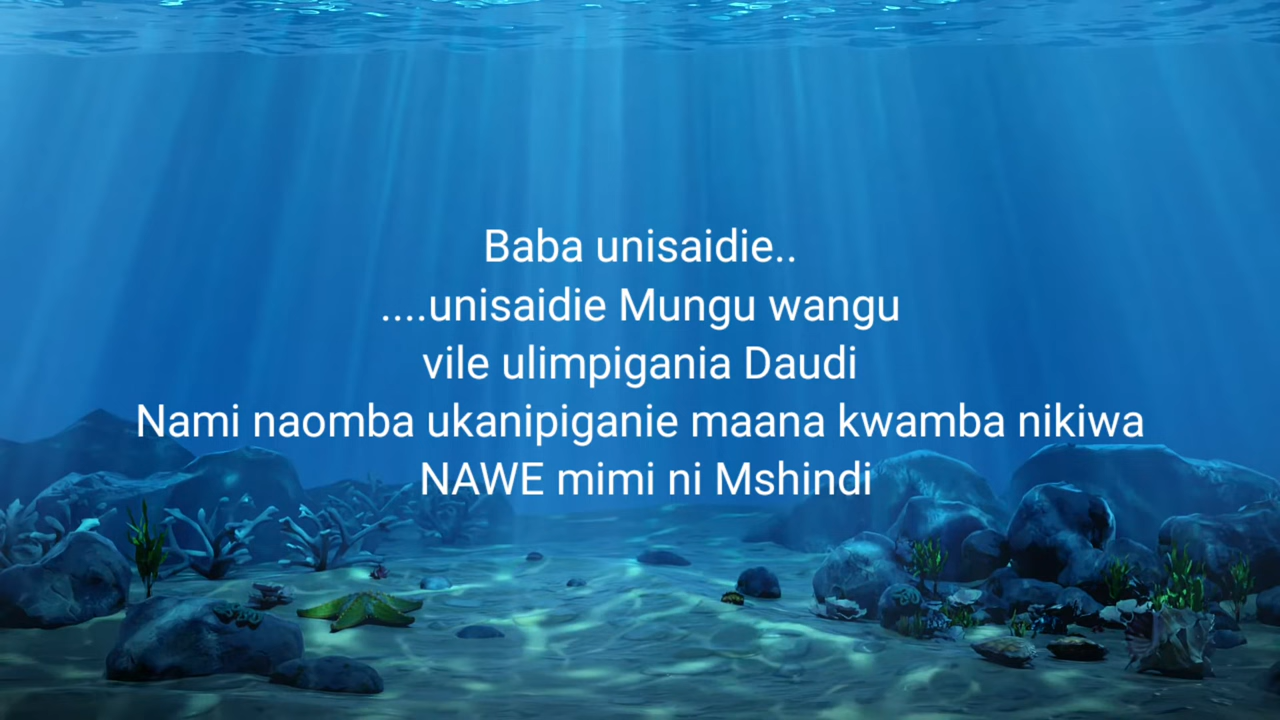 Baba unisaidie..
....unisaidie Mungu wangu
vile ulimpigania Daudi
Nami naomba ukanipiganie maana kwamba nikiwa
NAWE mimi ni Mshindi